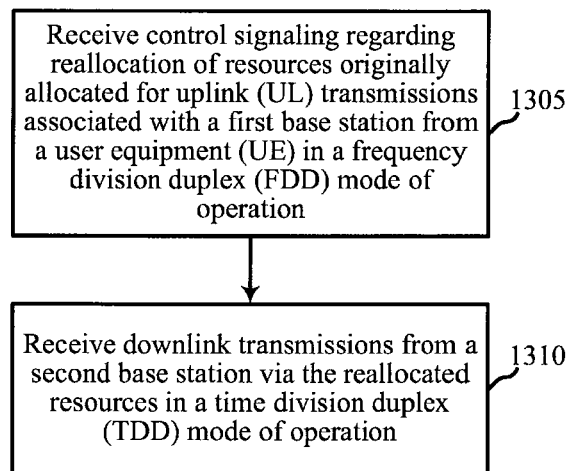 Receive control signaling regarding
reallocation of resources originally
allocated for uplink (UL) transmissions
associated with a first base station from
a user equipment (UE) in a frequency
division duplex (FDD) mode of
operation
1305
Receive downlink transmissions from a
second base station via the reallocated
resources in a time division duplex
(TDD) mode of operation
1310